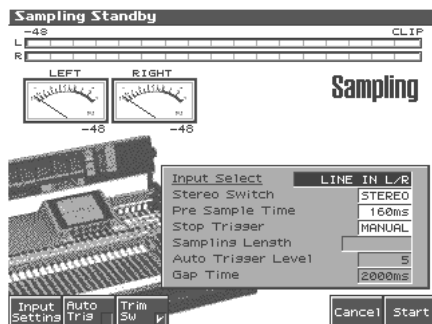 Sampling Standby
-48 CLIP
L
R
LEFT RIGHT
-48 -48
Sampling
Input Select LINE IN L/R
Stereo Switch STEREO
Pre Sample Time 160ms
Stop Trigger MANUAL
Sampling Length
Auto Trigger Level 5
Gap Time 2000ms
Input Setting Auto Trig Trim Sw Cancel Start